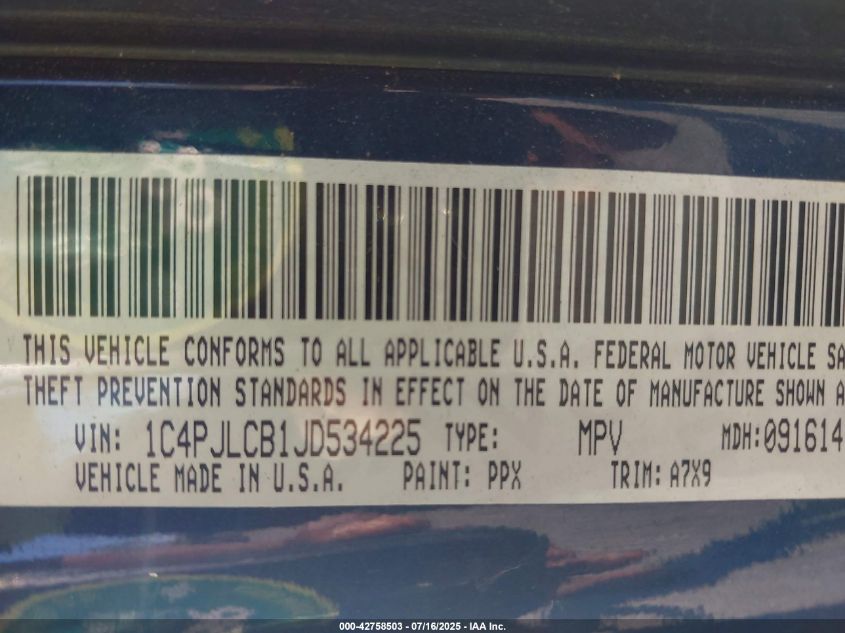 THIS VEHICLE CONFORMS TO ALL APPLICABLE U.S.A. FEDERAL MOTOR VEHICLE SA
THEFT PREVENTION STANDARDS IN EFFECT ON THE DATE OF MANUFACTURE SHOWN A
VIN: 1C4PJLCB1JD534225 TYPE: MPV MDH:091614
VEHICLE MADE IN U.S.A. PAINT: PPX TRIM: A7X9
000-42758503 - 07/16/2025 - IAA Inc.